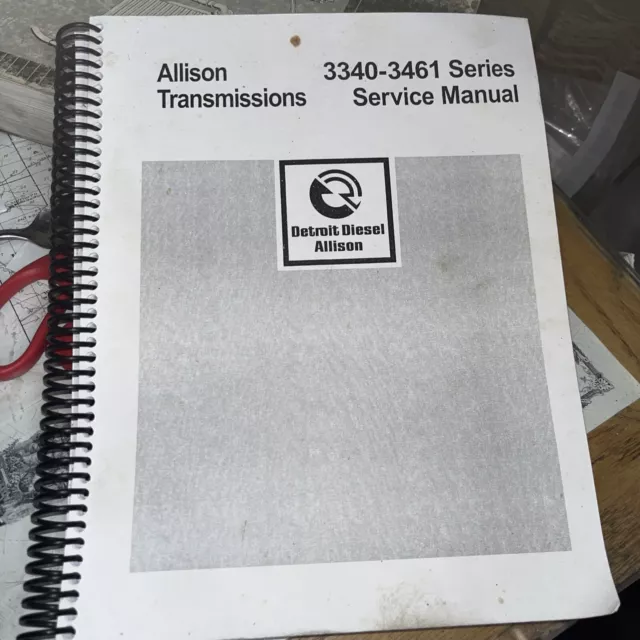 Allison
Transmissions
3340-3461 Series
Service Manual
Detroit Diesel
Allison